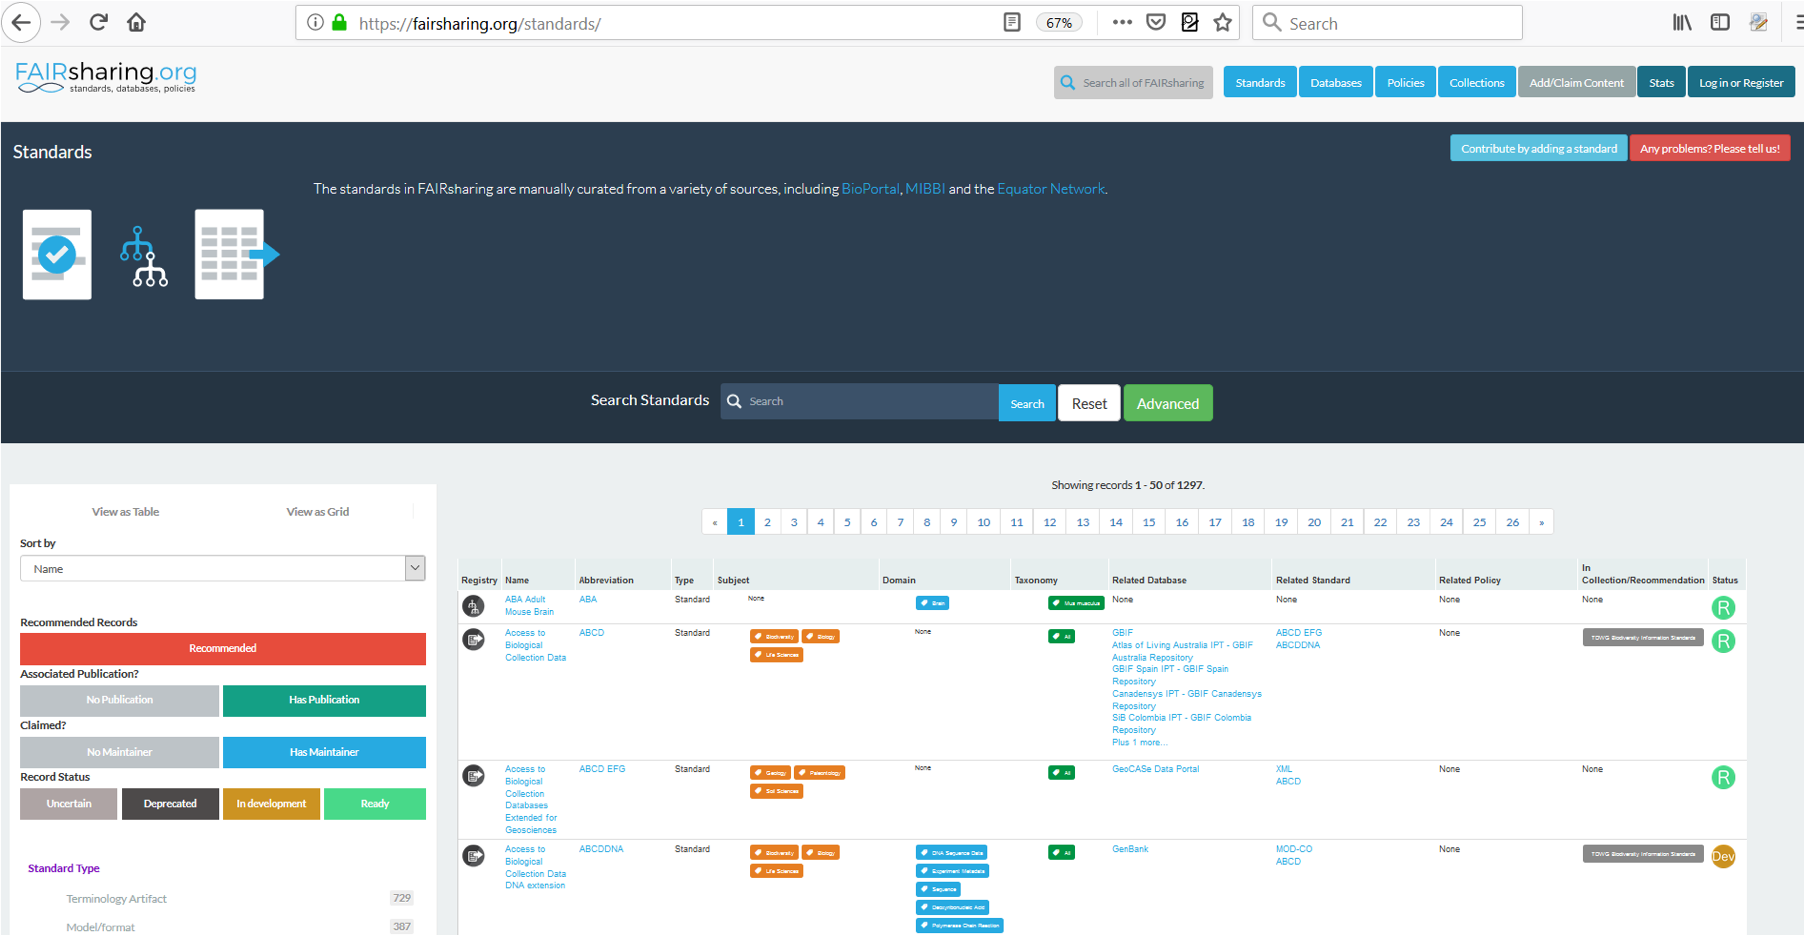 https://fairsharing.org/standards/
67%
Search
FAIRsharing.org
standards, databases, policies
Search all of FAIRsharing
Standards
Databases
Policies
Collections
Add/Claim Content
Stats
Log in or Register
Standards
Contribute by adding a standard
Any problems? Please tell us!
The standards in FAIRsharing are manually curated from a variety of sources, including BioPortal, MIBBI and the Equator Network.
Search Standards
Search
Search
Reset
Advanced
View as Table
View as Grid
Sort by
Name
Recommended Records
Recommended
Associated Publication?
No Publication
Has Publication
Claimed?
No Maintainer
Has Maintainer
Record Status
Uncertain
Deprecated
In development
Ready
Standard Type
Terminology Artifact
729
Model/format
387
Showing records 1 - 50 of 1297.
« 1 2 3 4 5 6 7 8 9 10 11 12 13 14 15 16 17 18 19 20 21 22 23 24 25 26 »
Registry Name Abbreviation Type Subject Domain Taxonomy Related Database Related Standard Related Policy In Collection/Recommendation Status
ABA Adult
Mouse Brain
ABA
Standard
None
Brain
Mus musculus
None
None
None
None
R
Access to
Biological
Collection Data
ABCD
Standard
Biodiversity
Biology
Life Sciences
None
All
GBIF
Atlas of Living Australia IPT - GBIF
Australia Repository
GBIF Spain IPT - GBIF Spain
Repository
Canadensys IPT - GBIF Canadensys
Repository
SiB Colombia IPT - GBIF Colombia
Repository
Plus 1 more...
ABCD EFG
ABCDDNA
None
TDWG Biodiversity Information Standards
R
Access to
Biological
Collection
Databases
Extended for
Geosciences
ABCD EFG
Standard
Geology
Paleontology
Soil Sciences
None
All
GeoCASe Data Portal
XML
ABCD
None
None
R
Access to
Biological
Collection Data
DNA extension
ABCDDNA
Standard
Biodiversity
Biology
Life Sciences
DNA Sequence Data
Experiment Metadata
Sequence
Deoxyribonucleic Acid
Polymerase Chain Reaction
All
GenBank
MOD-CO
ABCD
None
TDWG Biodiversity Information Standards
Dev